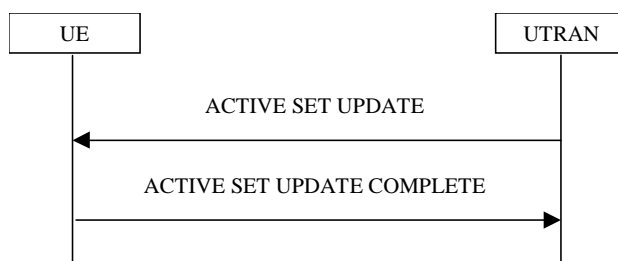 UE
UTRAN
ACTIVE SET UPDATE
ACTIVE SET UPDATE COMPLETE